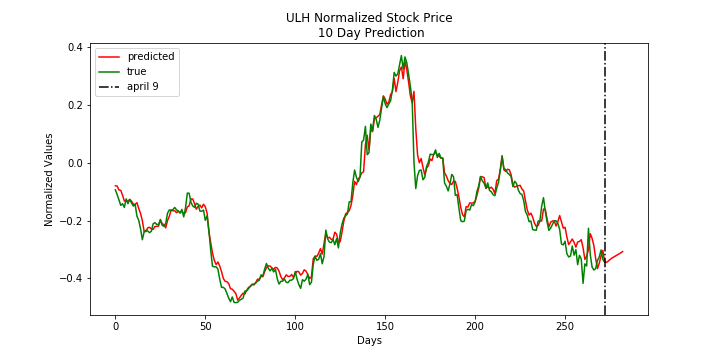 ULH Normalized Stock Price
10 Day Prediction
predicted
true
april 9
Normalized Values
0.4
0.2
0.0
−0.2
−0.4
0
50
100
150
200
250
Days